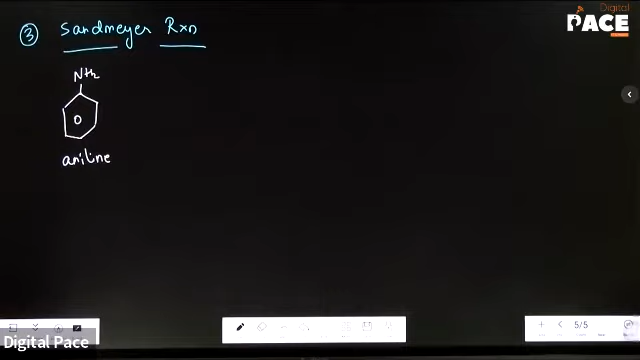 ③ Sandmeyer Rxn
Digital
PACE
NH₂
aniline
5/5
Digital Pace